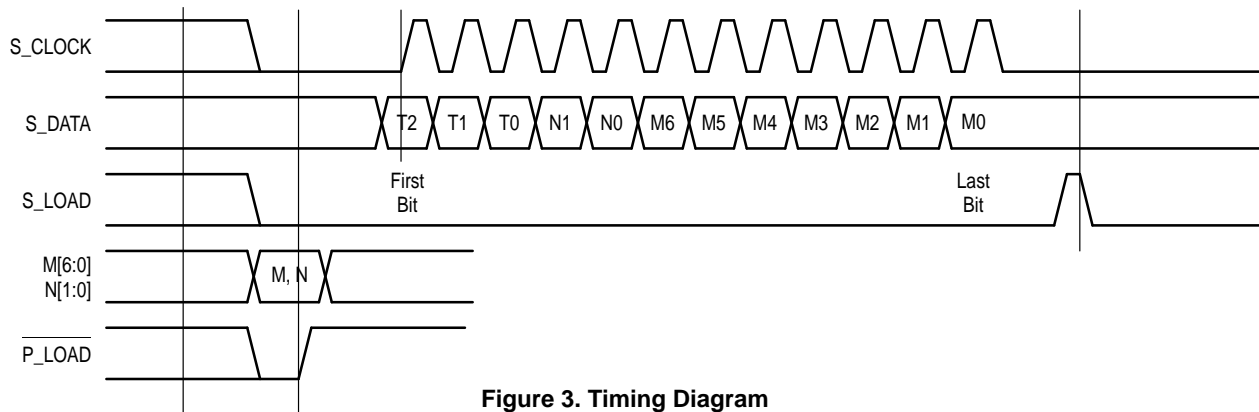 S_CLOCK
S_DATA
T2 T1 T0 N1 N0 M6 M5 M4 M3 M2 M1 M0
First
Bit
Last
Bit
S_LOAD
M[6:0]
N[1:0]
M, N
P_LOAD
Figure 3. Timing Diagram